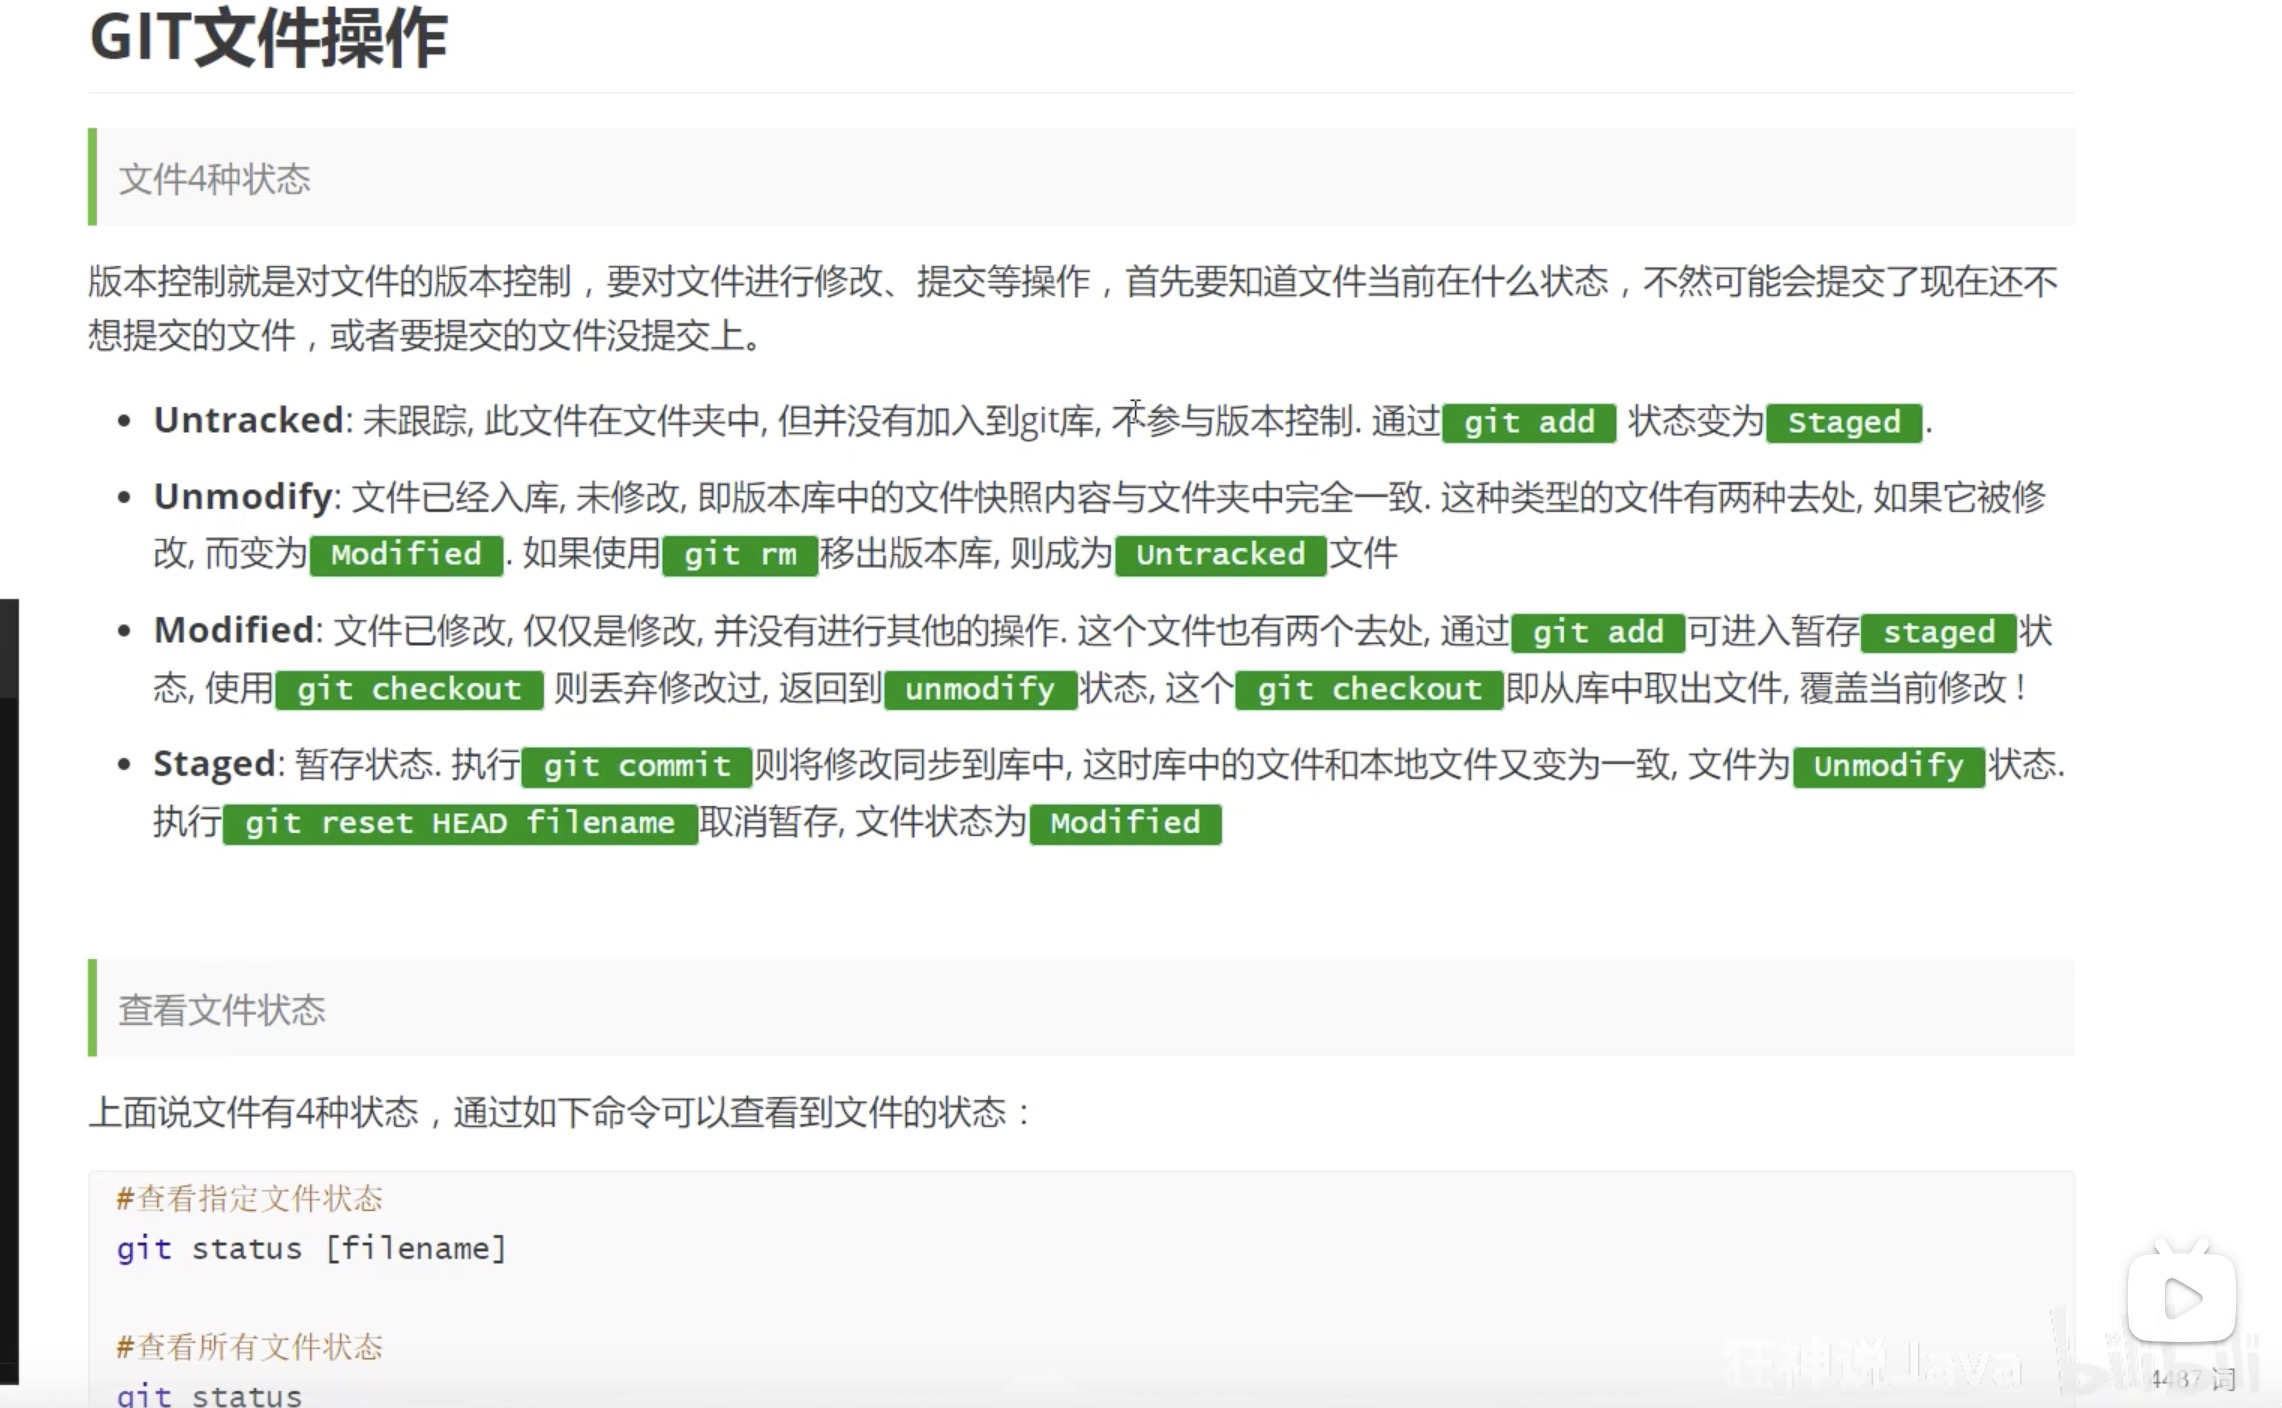 GIT文件操作
文件4种状态
版本控制就是对文件的版本控制，要对文件进行修改、提交等操作，首先要知道文件当前在什么状态，不然可能会提交了现在还不
想提交的文件，或者要提交的文件没提交上。
• Untracked: 未跟踪, 此文件在文件夹中, 但并没有加入到git库, 不参与版本控制. 通过 git add 状态变为 Staged .
• Unmodify: 文件已经入库, 未修改, 即版本库中的文件快照内容与文件夹中完全一致. 这种类型的文件有两种去处, 如果它被修
改, 而变为 Modified . 如果使用 git rm 移出版本库, 则成为 Untracked 文件
• Modified: 文件已修改, 仅仅是修改, 并没有进行其他的操作. 这个文件也有两个去处, 通过 git add 可进入暂存 staged 状
态, 使用 git checkout 则丢弃修改过, 返回到 unmodify 状态, 这个 git checkout 即从库中取出文件, 覆盖当前修改！
• Staged: 暂存状态. 执行 git commit 则将修改同步到库中, 这时库中的文件和本地文件又变为一致, 文件为 Unmodify 状态.
执行 git reset HEAD filename 取消暂存, 文件状态为 Modified
查看文件状态
上面说文件有4种状态，通过如下命令可以查看到文件的状态：
#查看指定文件状态
git status [filename]
#查看所有文件状态
git status
狂神说Java
bilibili
4487 词